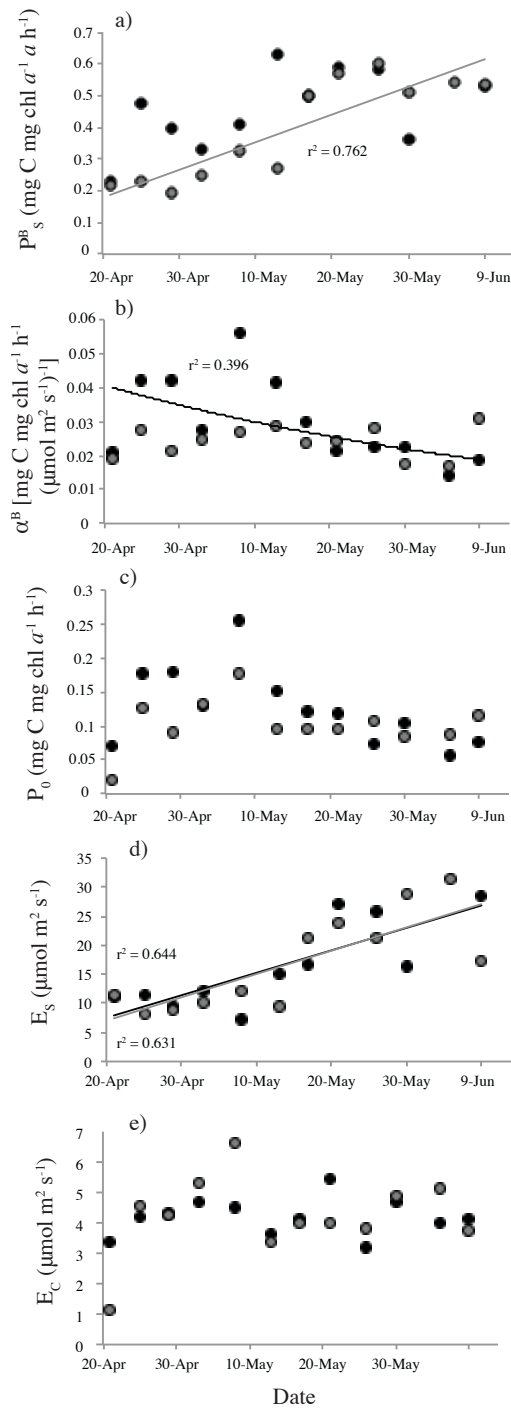 a)
0.7
0.6
0.5
0.4
0.3
0.2
0.1
0
P^B_S (mg C mg chl a⁻¹ a h⁻¹)
r² = 0.762
20-Apr 30-Apr 10-May 20-May 30-May 9-Jun
b)
0.06
0.05
0.04
0.03
0.02
0.01
0
α^B [mg C mg chl a⁻¹ h⁻¹
(µmol m² s⁻¹)⁻¹]
r² = 0.396
20-Apr 30-Apr 10-May 20-May 30-May 9-Jun
c)
0.3
0.25
0.2
0.15
0.1
0.05
0
P₀ (mg C mg chl a⁻¹ h⁻¹)
20-Apr 30-Apr 10-May 20-May 30-May 9-Jun
d)
35
30
25
20
15
10
5
0
E_S (µmol m² s⁻¹)
r² = 0.644
r² = 0.631
20-Apr 30-Apr 10-May 20-May 30-May 9-Jun
e)
7
6
5
4
3
2
1
0
E_C (µmol m² s⁻¹)
20-Apr 30-Apr 10-May 20-May 30-May
Date